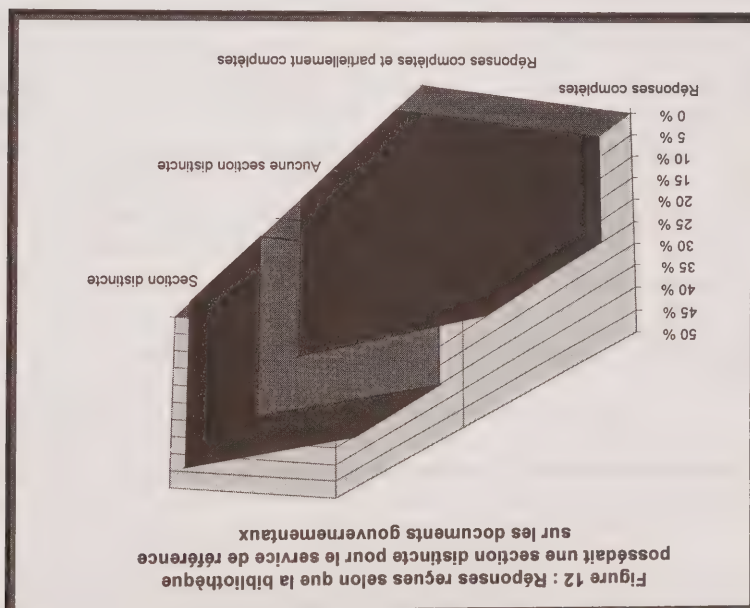 Figure 12 : Réponses reçues selon que la bibliothèque
possédait une section distincte pour le service de référence
sur les documents gouvernementaux
50 %
45 %
40 %
35 %
30 %
25 %
20 %
15 %
10 %
5 %
0 %
Section distincte
Aucune section distincte
Réponses complètes
Réponses complètes et partiellement complètes